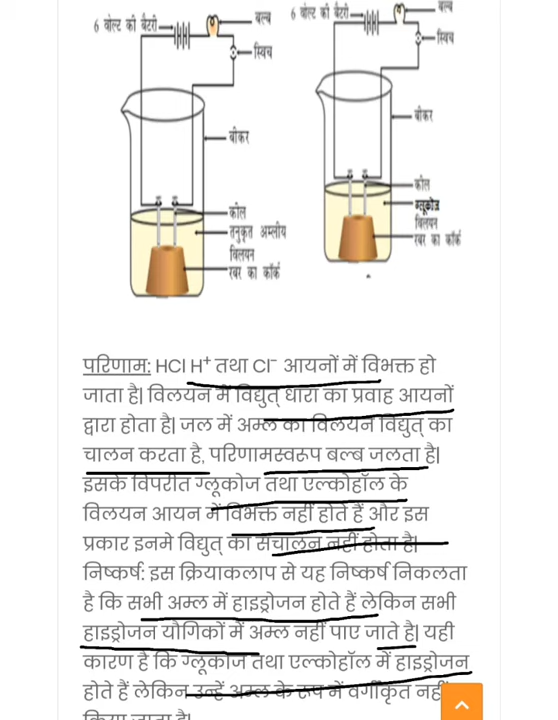 6 वोल्ट की बैटरी
बल्ब
स्विच
बीकर
कील
तनुकृत अम्लीय
विलयन
रबर का कॉर्क
6 वोल्ट की बैटरी
बल्ब
स्विच
बीकर
कील
ग्लूकोज
विलयन
रबर का कॉर्क
परिणाम: HCl H⁺ तथा Cl⁻ आयनों में विभक्त हो
जाता है| विलयन में विद्युत् धारा का प्रवाह आयनों
द्वारा होता है| जल में अम्ल का विलयन विद्युत् का
चालन करता है, परिणामस्वरूप बल्ब जलता है|
इसके विपरीत ग्लूकोज तथा एल्कोहॉल के
विलयन आयन में विभक्त नहीं होते हैं और इस
प्रकार इनमे विद्युत् का संचालन नहीं होता है|
निष्कर्ष: इस क्रियाकलाप से यह निष्कर्ष निकलता
है कि सभी अम्ल में हाइड्रोजन होते हैं लेकिन सभी
हाइड्रोजन यौगिकों में अम्ल नहीं पाए जाते है| यही
कारण है कि ग्लूकोज तथा एल्कोहॉल में हाइड्रोजन
होते हैं लेकिन उन्हें अम्ल के रूप में वर्गीकृत नहीं
किया जाता है|